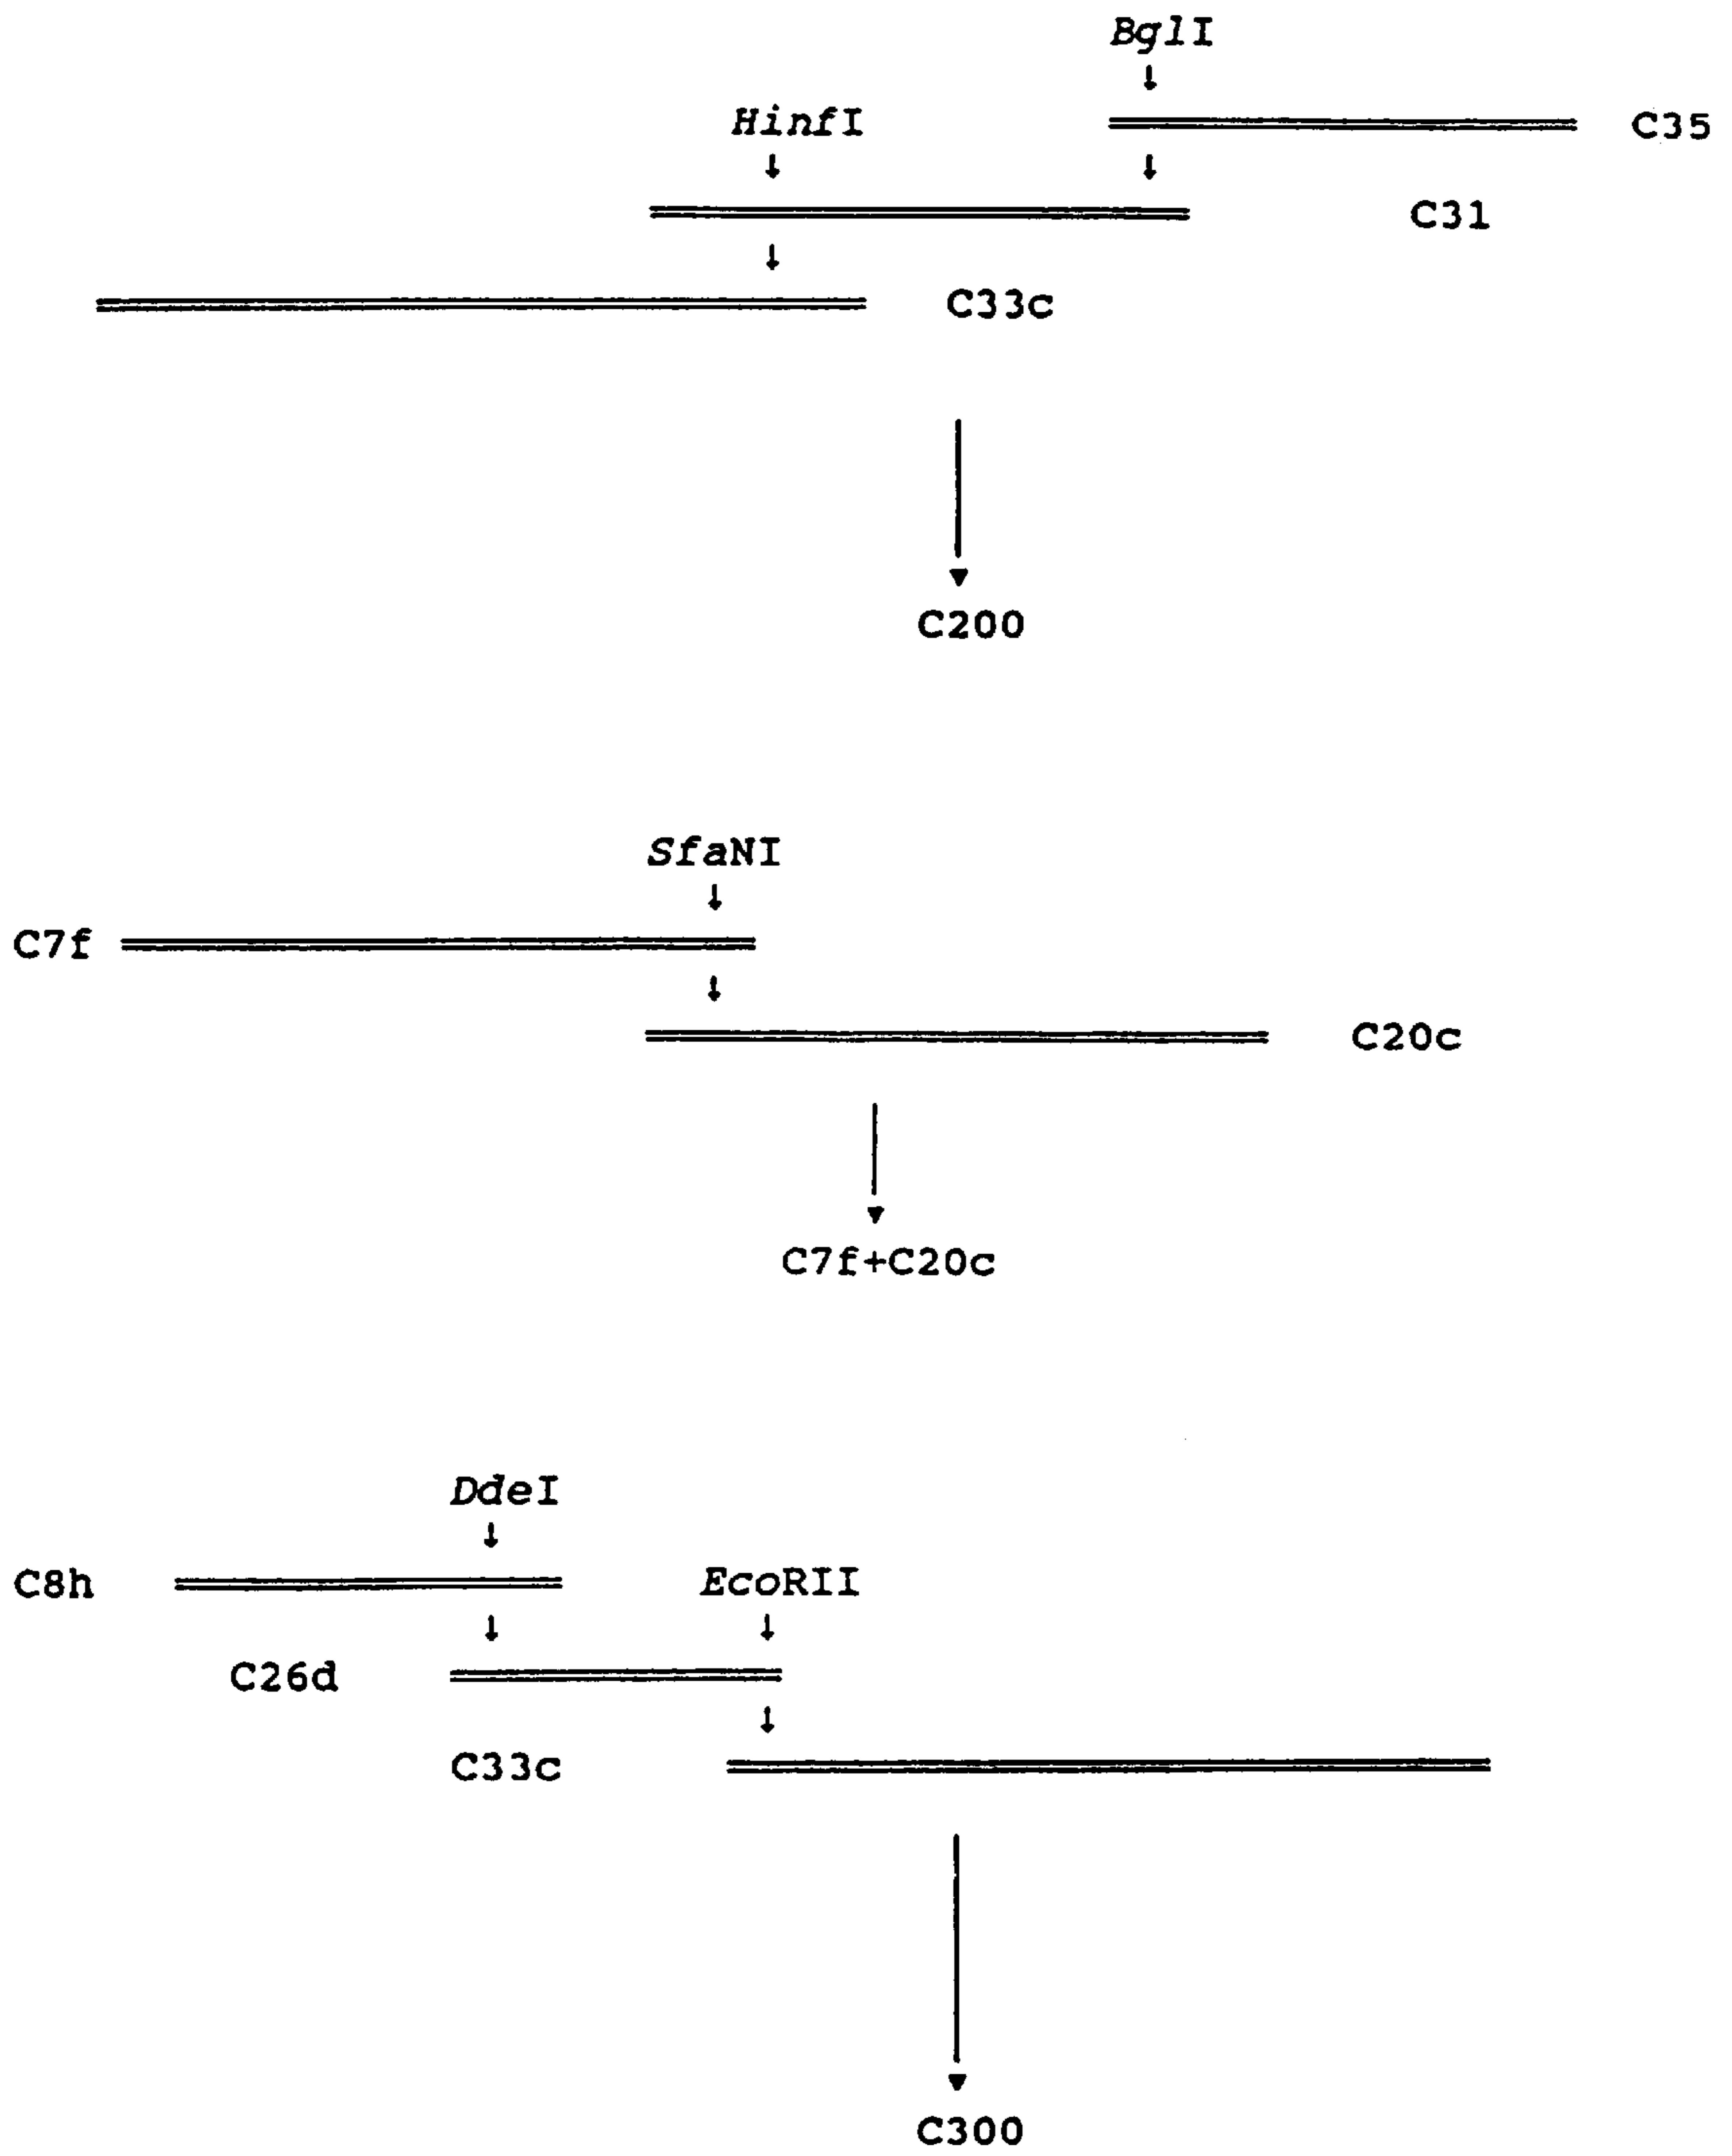 BglI
HinfI
C35
C31
C33c
C200
SfaNI
C7f
C20c
C7f+C20c
DdeI
C8h
EcoRII
C26d
C33c
C300